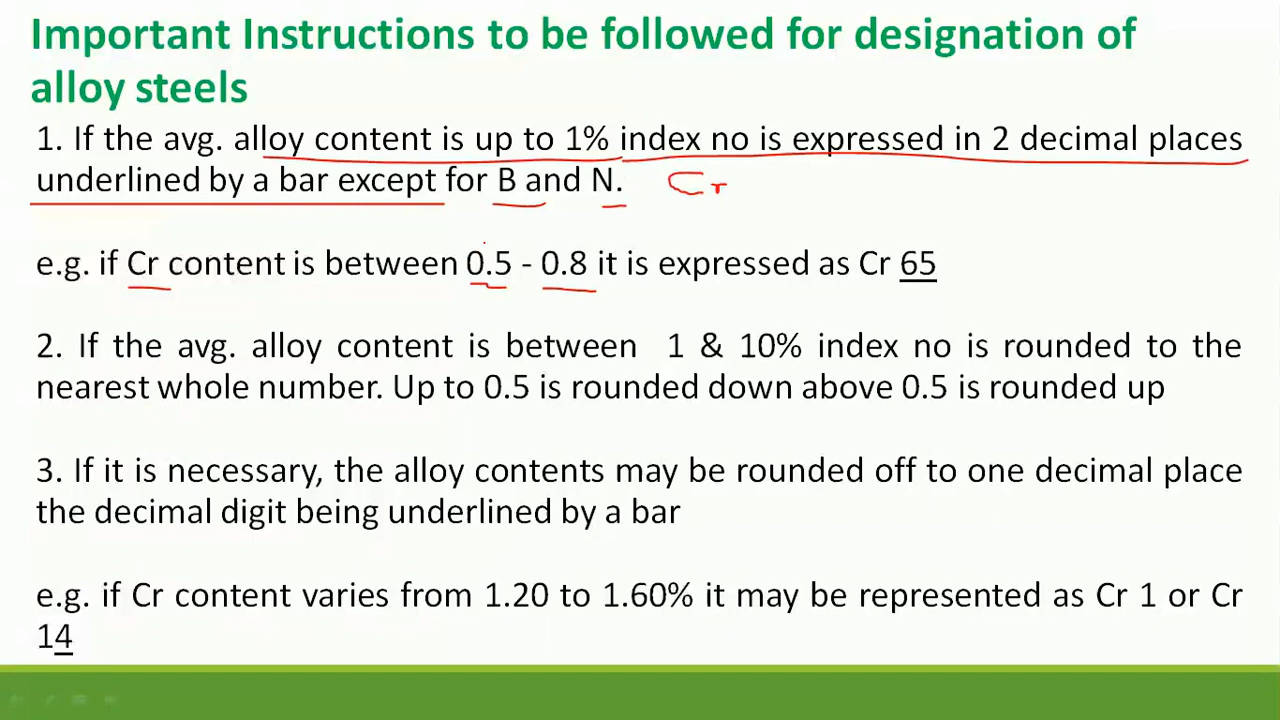 Important Instructions to be followed for designation of
alloy steels
1. If the avg. alloy content is up to 1% index no is expressed in 2 decimal places
underlined by a bar except for B and N. Cr
e.g. if Cr content is between 0.5 - 0.8 it is expressed as Cr 65
2. If the avg. alloy content is between 1 & 10% index no is rounded to the
nearest whole number. Up to 0.5 is rounded down above 0.5 is rounded up
3. If it is necessary, the alloy contents may be rounded off to one decimal place
the decimal digit being underlined by a bar
e.g. if Cr content varies from 1.20 to 1.60% it may be represented as Cr 1 or Cr
14